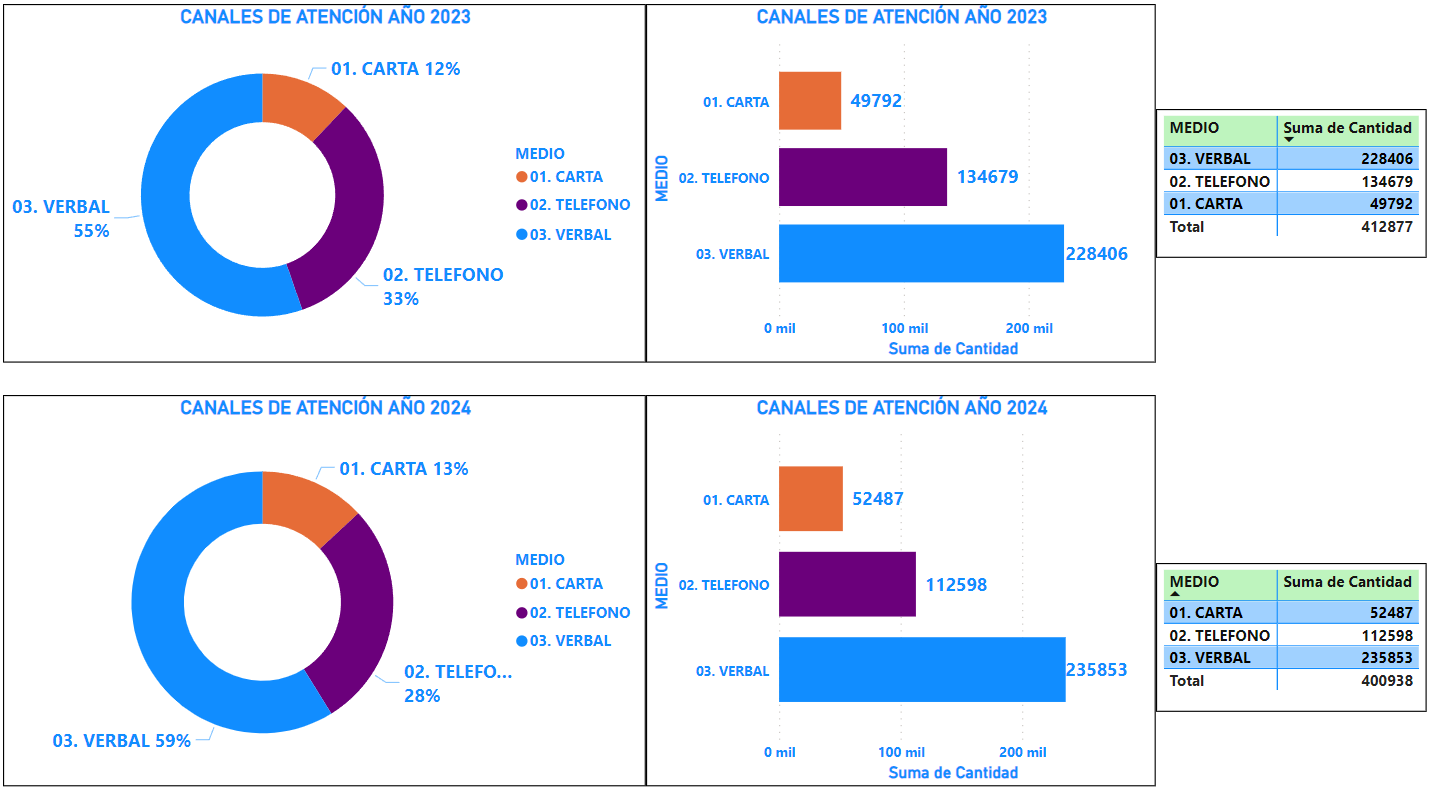 CANALES DE ATENCIÓN AÑO 2023
01. CARTA 12%
03. VERBAL
55%
02. TELEFONO
33%
MEDIO
01. CARTA
02. TELEFONO
03. VERBAL
CANALES DE ATENCIÓN AÑO 2023
MEDIO
01. CARTA
49792
02. TELEFONO
134679
03. VERBAL
228406
0 mil
100 mil
200 mil
Suma de Cantidad
MEDIO Suma de Cantidad
03. VERBAL 228406
02. TELEFONO 134679
01. CARTA 49792
Total 412877
CANALES DE ATENCIÓN AÑO 2024
01. CARTA 13%
02. TELEFO...
28%
03. VERBAL 59%
MEDIO
01. CARTA
02. TELEFONO
03. VERBAL
CANALES DE ATENCIÓN AÑO 2024
MEDIO
01. CARTA
52487
02. TELEFONO
112598
03. VERBAL
235853
0 mil
100 mil
200 mil
Suma de Cantidad
MEDIO Suma de Cantidad
01. CARTA 52487
02. TELEFONO 112598
03. VERBAL 235853
Total 400938